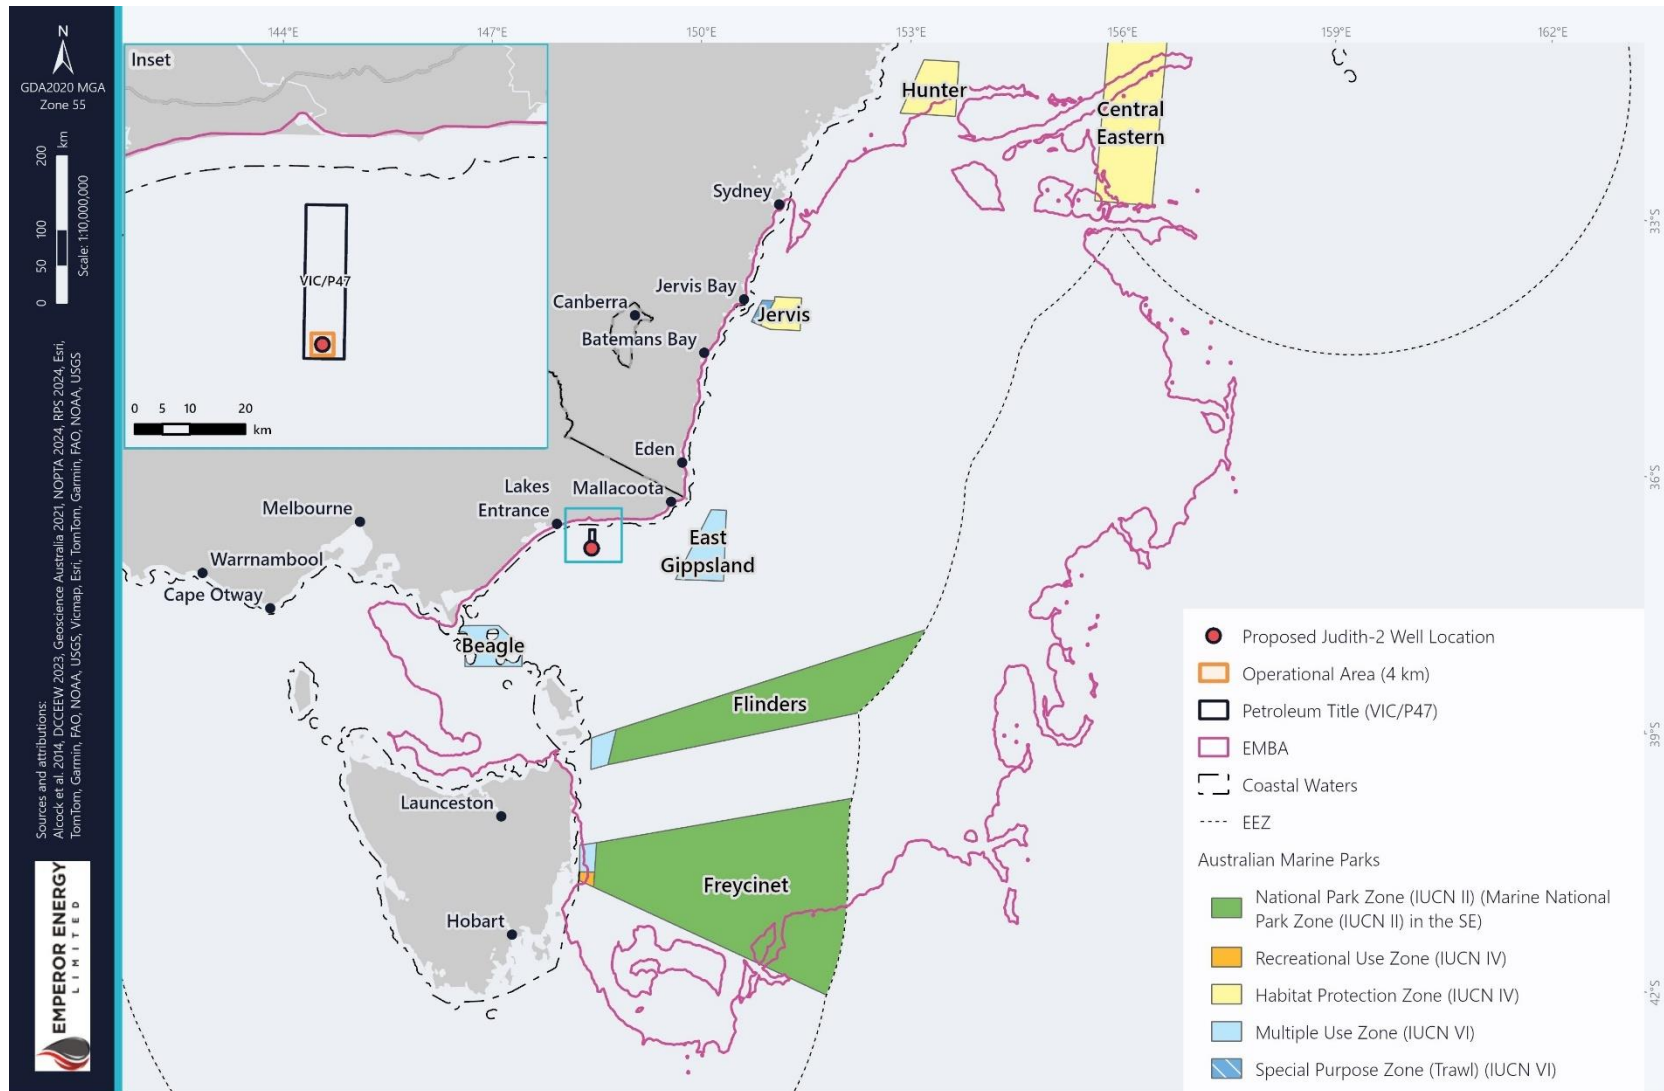 N
GDA2020 MGA
Zone 55
0 50 100 200
km
Scale: 1:10,000,000
Sources and attributions:
Alcock et al. 2014, DCCEEW 2023, Geoscience Australia 2021, NOPTA 2024, RPS 2024, Esri,
TomTom, Garmin, FAO, NOAA, USGS, Vicmap, Esri, TomTom, Garmin, FAO, NOAA, USGS
EMPEROR ENERGY
LIMITED
144°E
147°E
150°E
153°E
156°E
159°E
162°E
33°S
36°S
39°S
42°S
Inset
VIC/P47
0 5 10 20
km
Hunter
Central
Eastern
Sydney
Jervis Bay
Canberra
Jervis
Batemans Bay
Eden
Lakes
Entrance
Mallacoota
Melbourne
East
Gippsland
Warrnambool
Cape Otway
Beagle
Flinders
Launceston
Freycinet
Hobart
Proposed Judith-2 Well Location
Operational Area (4 km)
Petroleum Title (VIC/P47)
EMBA
Coastal Waters
EEZ
Australian Marine Parks
National Park Zone (IUCN II) (Marine National
Park Zone (IUCN II) in the SE)
Recreational Use Zone (IUCN IV)
Habitat Protection Zone (IUCN IV)
Multiple Use Zone (IUCN VI)
Special Purpose Zone (Trawl) (IUCN VI)